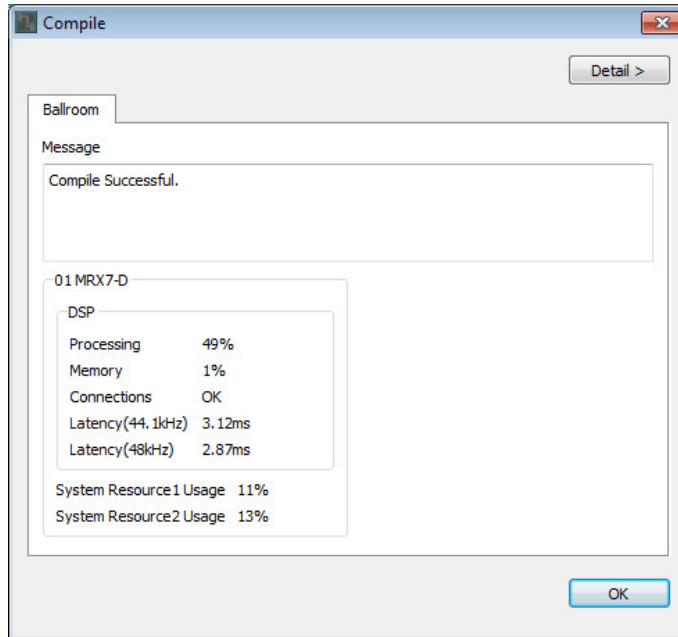 Compile
Detail >
Ballroom
Message
Compile Successful.
01 MRX7-D
DSP
Processing 49%
Memory 1%
Connections OK
Latency(44.1kHz) 3.12ms
Latency(48kHz) 2.87ms
System Resource1 Usage 11%
System Resource2 Usage 13%
OK